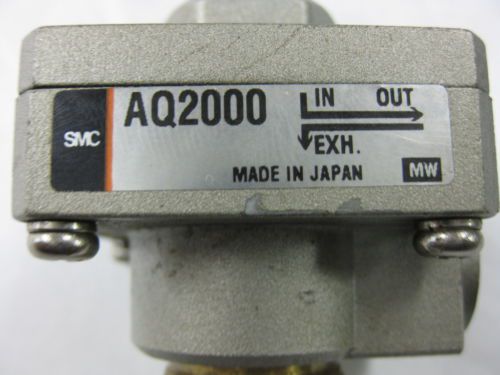 SMC
AQ2000
IN OUT
EXH.
MADE IN JAPAN
MW